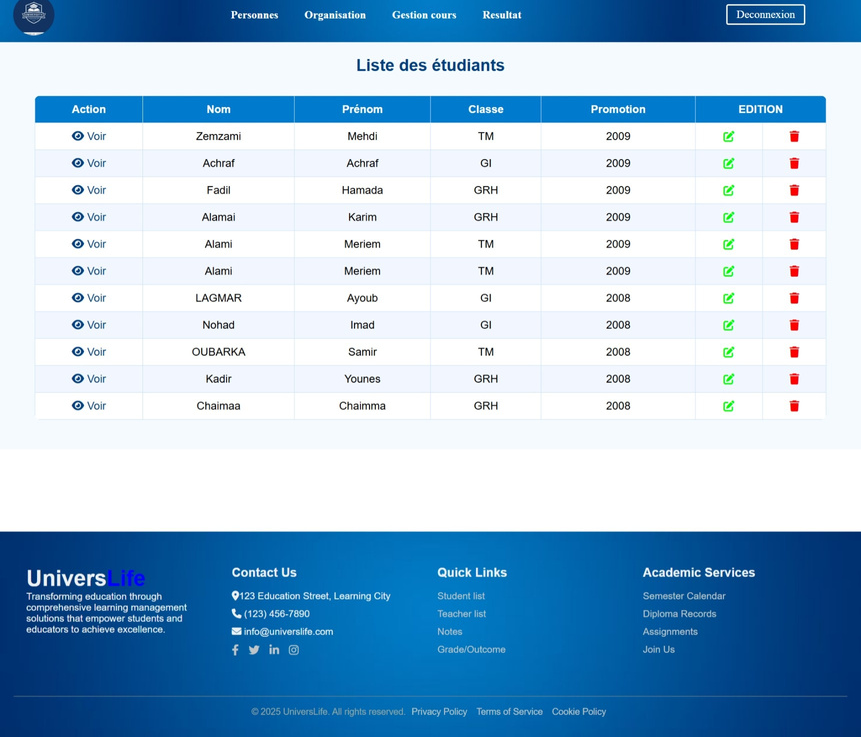 Personnes Organisation Gestion cours Resultat Deconnexion
Liste des étudiants
Action Nom Prénom Classe Promotion EDITION
Voir Zemzami Mehdi TM 2009
Voir Achraf Achraf GI 2009
Voir Fadil Hamada GRH 2009
Voir Alamai Karim GRH 2009
Voir Alami Meriem TM 2009
Voir Alami Meriem TM 2009
Voir LAGMAR Ayoub GI 2008
Voir Nohad Imad GI 2008
Voir OUBARKA Samir TM 2008
Voir Kadir Younes GRH 2008
Voir Chaimaa Chaimma GRH 2008
UniversLife
Transforming education through
comprehensive learning management
solutions that empower students and
educators to achieve excellence.
Contact Us
123 Education Street, Learning City
(123) 456-7890
info@universlife.com
Quick Links
Student list
Teacher list
Notes
Grade/Outcome
Academic Services
Semester Calendar
Diploma Records
Assignments
Join Us
© 2025 UniversLife. All rights reserved. Privacy Policy Terms of Service Cookie Policy